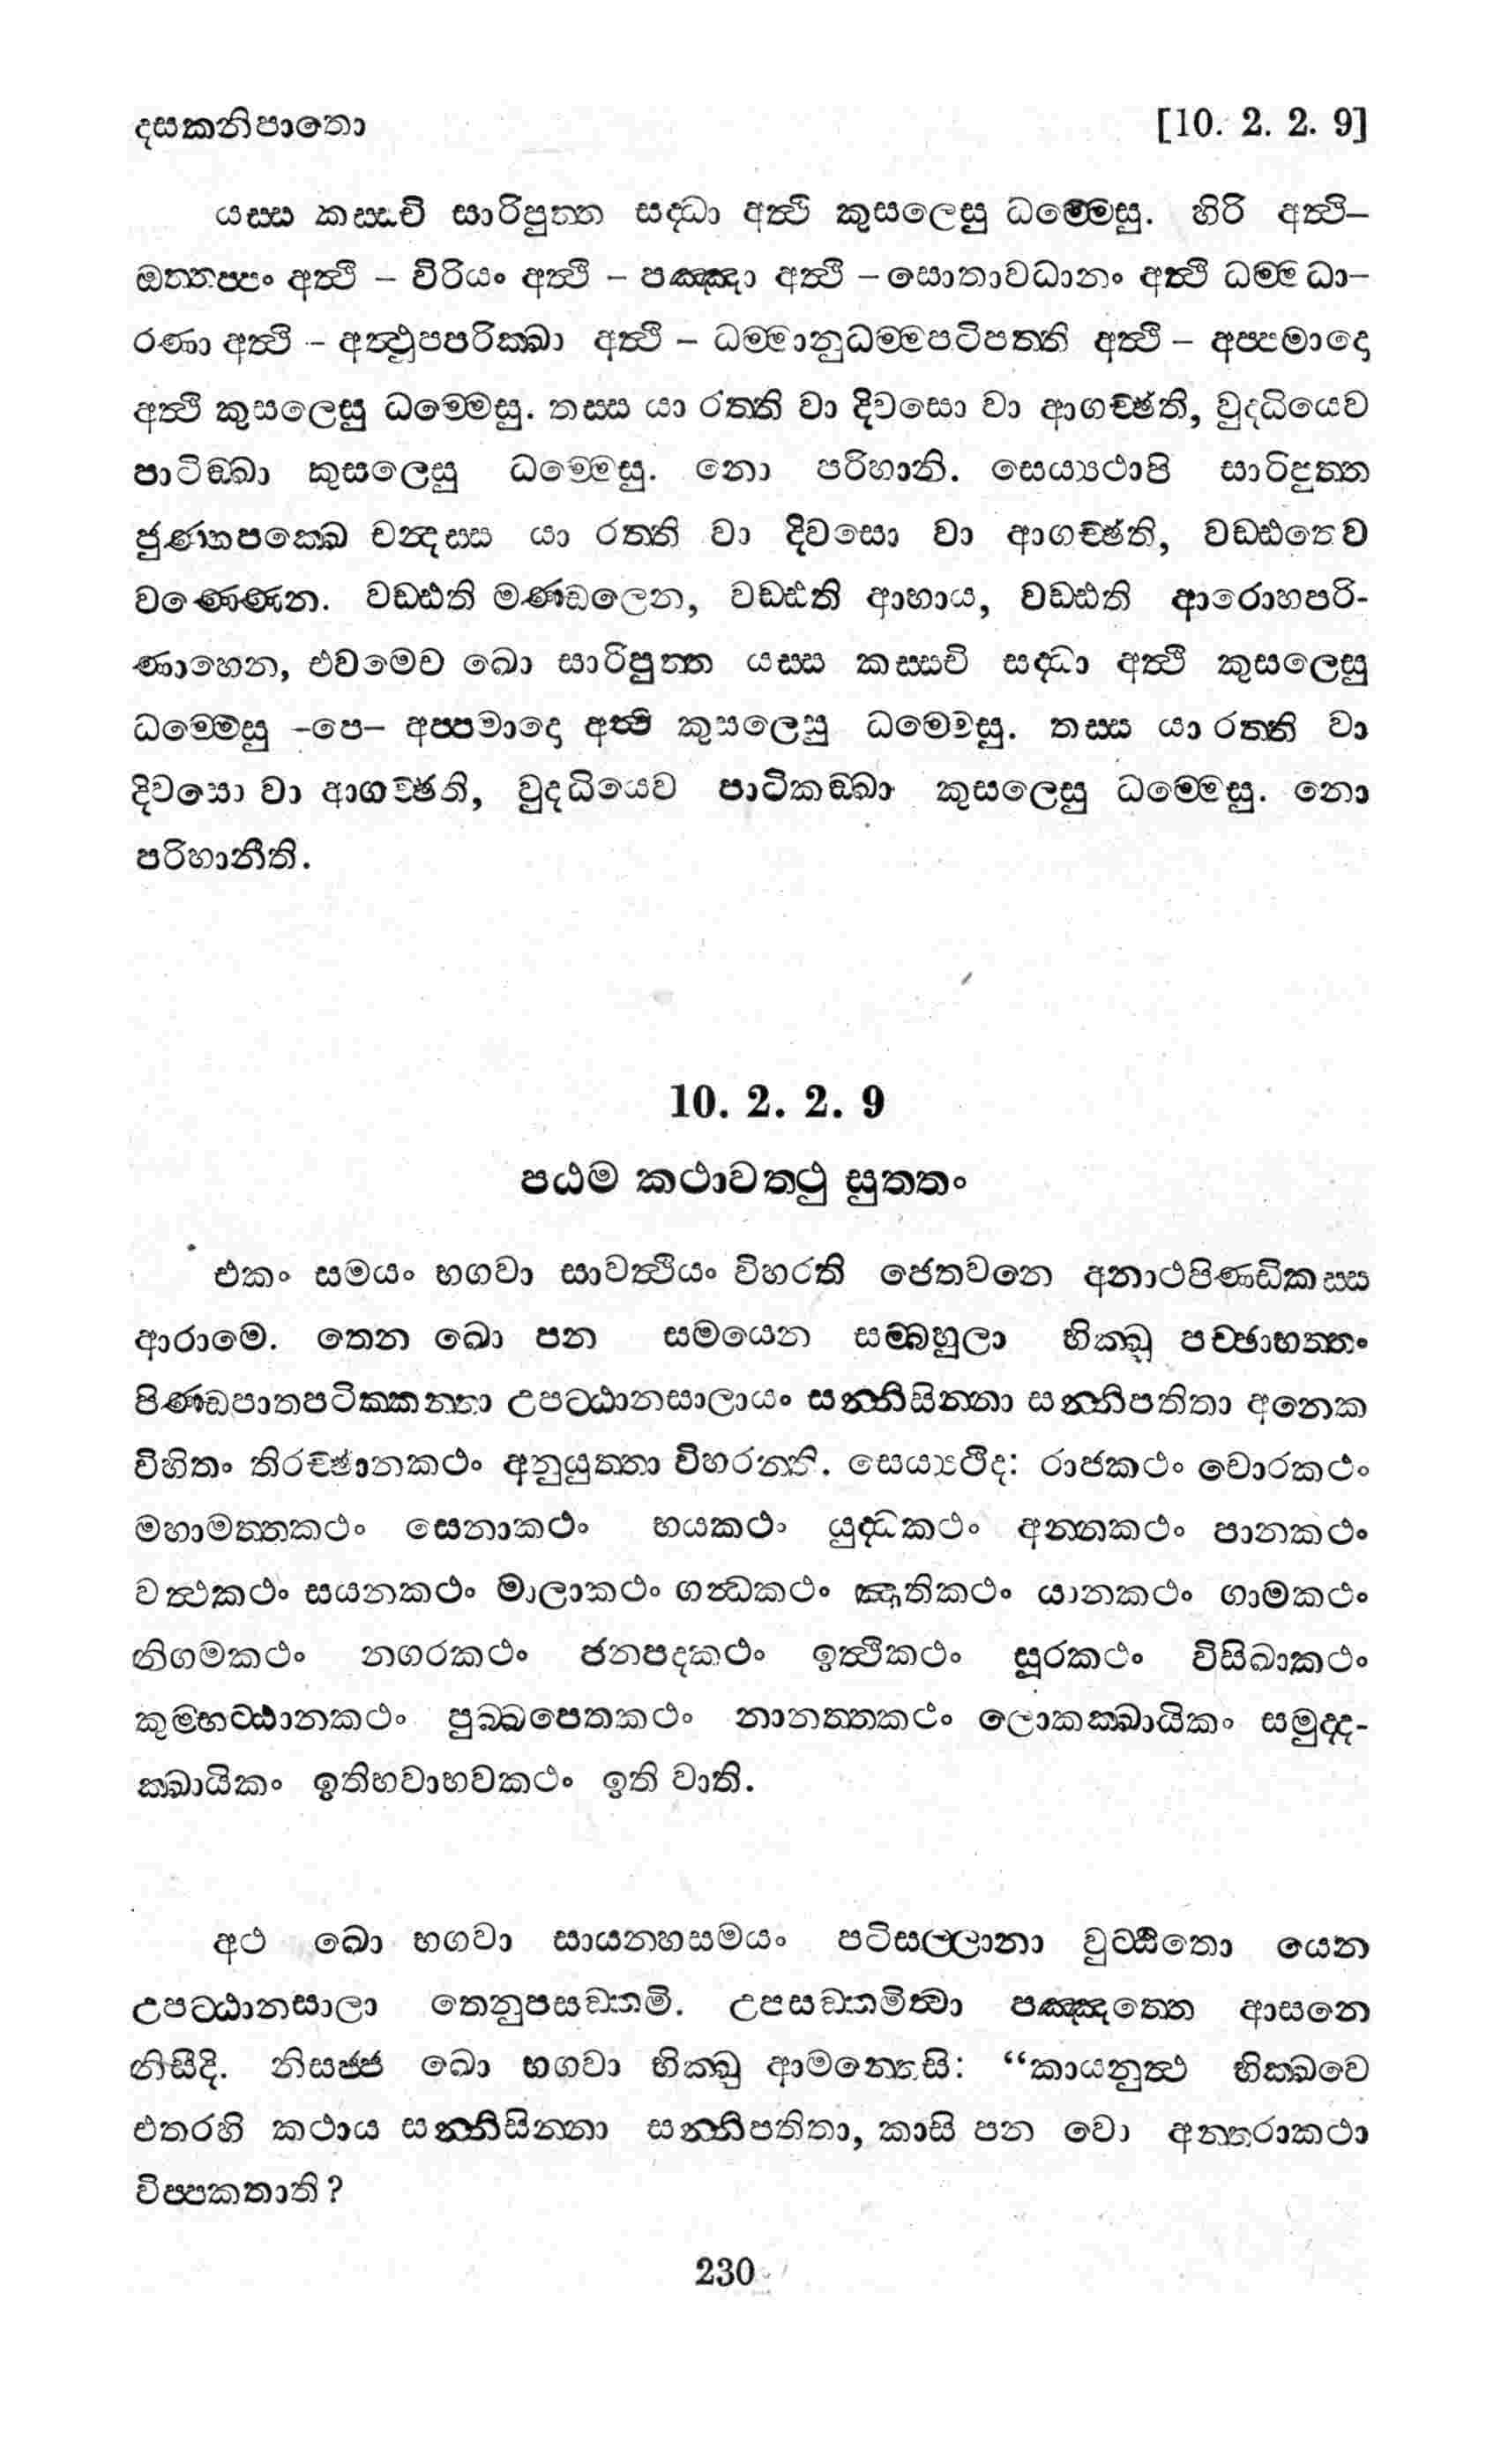 දසකනිපාතො [10. 2. 2. 9]
යස්ස කස්සචි සාරිපුත්ත සද්ධා අත්ථි කුසලෙසු ධම්මෙසු. හිරි අත්ථි–
ඔත්තප්පං අත්ථි – විරියං අත්ථි – පඤ්ඤා අත්ථි – සොතාවධානං අත්ථි ධම්ම ධා–
රණා අත්ථි – අත්ථුපපරික්ඛා අත්ථි – ධම්මානුධම්මපටිපත්ති අත්ථි – අප්පමාදො
අත්ථි කුසලෙසු ධම්මෙසු. තස්ස යා රත්ති වා දිවසො වා ආගච්ඡති, වුද්ධියෙව
පාටිඞ්ඛා කුසලෙසු ධම්මෙසු. නො පරිහානි. සෙය්‍යථාපි සාරිපුත්ත
ජුණ්හපක්ඛෙ චන්දස්ස යා රත්ති වා දිවසො වා ආගච්ඡති, වඩ්ඪතෙව
වණ්ණෙන. වඩ්ඪති මණ්ඩලෙන, වඩ්ඪති ආභාය, වඩ්ඪති ආරොහපරි-
ණාහෙන, එවමෙව ඛො සාරිපුත්ත යස්ස කස්සචි සද්ධා අත්ථි කුසලෙසු
ධම්මෙසු –පෙ– අප්පමාදො අත්ථි කුසලෙසු ධම්මෙසු. තස්ස යා රත්ති වා
දිවසො වා ආගච්ඡති, වුද්ධියෙව පාටිකඞ්ඛා කුසලෙසු ධම්මෙසු. නො
පරිහානීති.
10. 2. 2. 9
පඨම කථාවත්ථු සුත්තං
එකං සමයං භගවා සාවත්ථියං විහරති ජෙතවනෙ අනාථපිණ්ඩිකස්ස
ආරාමෙ. තෙන ඛො පන සමයෙන සම්බහුලා භික්ඛූ පච්ඡාභත්තං
පිණ්ඩපාතපටික්කන්තා උපට්ඨානසාලායං සන්නිසින්නා සන්නිපතිතා අනෙක
විහිතං තිරච්ඡානකථං අනුයුත්තා විහරන්ති. සෙය්‍යථිද: රාජකථං චොරකථං
මහාමත්තකථං සෙනාකථං භයකථං යුද්ධකථං අන්නකථං පානකථං
වත්ථකථං සයනකථං මාලාකථං ගන්ධකථං ඤාතිකථං යානකථං ගාමකථං
නිගමකථං නගරකථං ජනපදකථං ඉත්ථිකථං සූරකථං විසිඛාකථං
කුම්භට්ඨානකථං පුබ්බපෙතකථං නානත්තකථං ලොකක්ඛායිකං සමුද්ද-
ක්ඛායිකං ඉතිභවාභවකථං ඉති වාති.
අථ ඛො භගවා සායන්හසමයං පටිසල්ලානා වුට්ඨිතො යෙන
උපට්ඨානසාලා තෙනුපසඞ්කමි. උපසඞ්කමිත්වා පඤ්ඤත්තෙ ආසනෙ
නිසීදි. නිසජ්ජ ඛො භගවා භික්ඛු ආමන්තෙසි: “කායනුත්ථ භික්ඛවෙ
එතරහි කථාය සන්නිසින්නා සන්නිපතිතා, කාසි පන වො අන්තරාකථා
විප්පකතාති?
230